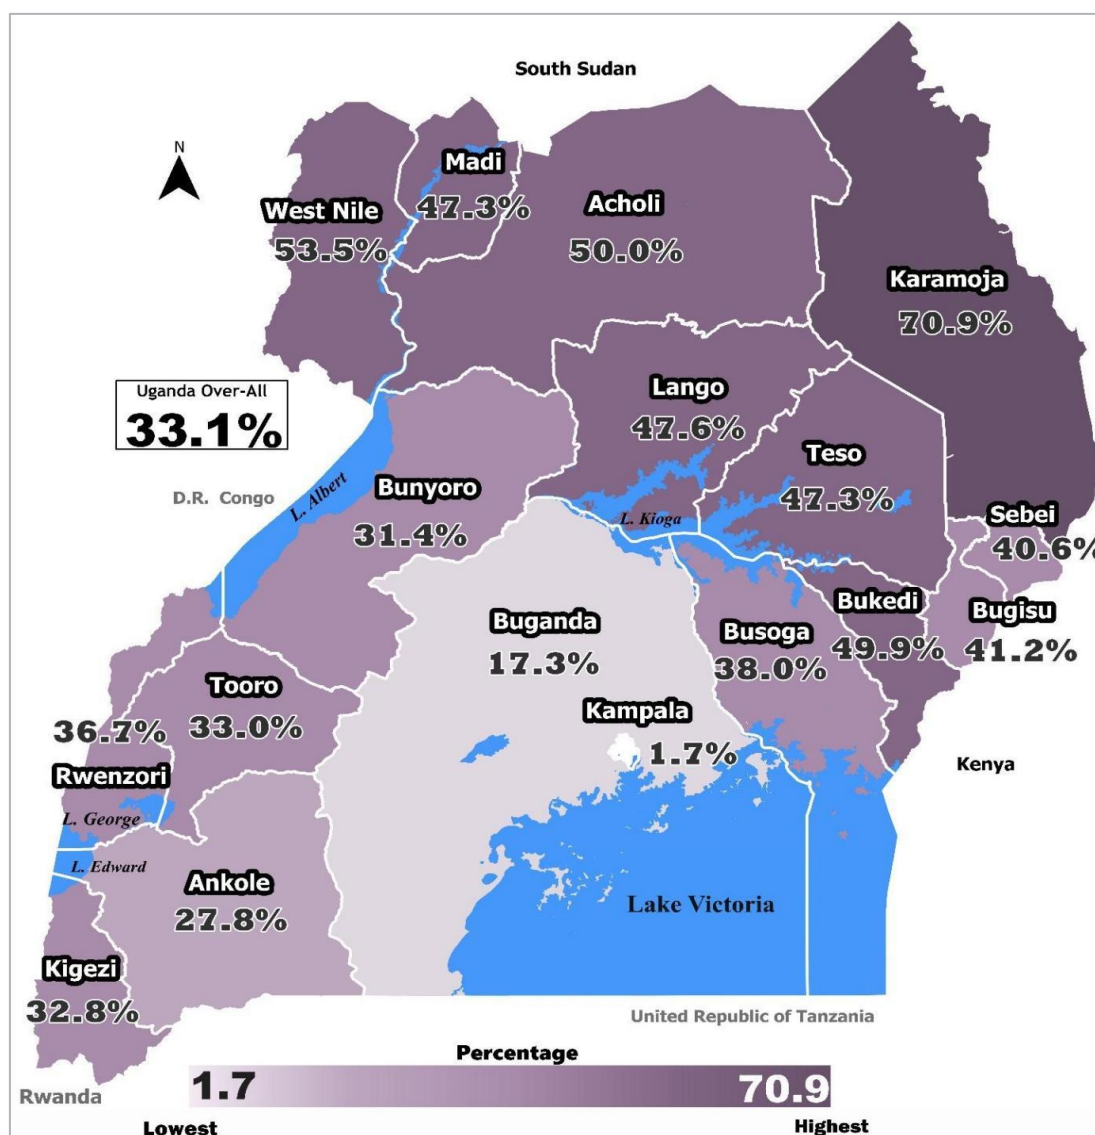 South Sudan
N
Madi
47.3%
West Nile
53.5%
Acholi
50.0%
Karamoja
70.9%
Uganda Over-All
33.1%
Lango
47.6%
Teso
47.3%
D.R. Congo
L. Albert
Bunyoro
31.4%
L. Kioga
Sebei
40.6%
Buganda
17.3%
Busoga
38.0%
Bukedi
49.9%
Bugisu
41.2%
Tooro
33.0%
36.7%
Rwenzori
Kampala
1.7%
Kenya
L. George
L. Edward
Ankole
27.8%
Lake Victoria
Kigezi
32.8%
United Republic of Tanzania
Rwanda
Percentage
1.7
70.9
Lowest
Highest